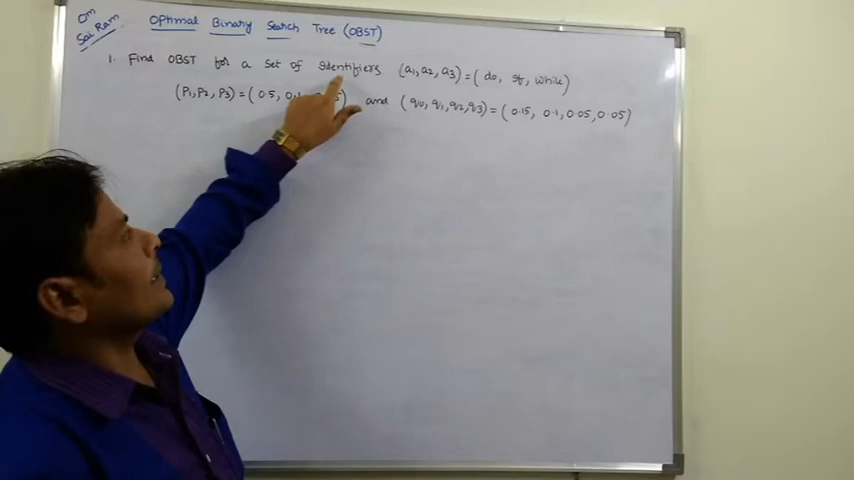 Om
Sai Ram
Optimal Binary Search Tree (OBST)
1. Find OBST for a set of identifiers (a1, a2, a3) = (do, if, while)
(P1, P2, P3) = (0.5, and (q0, q1, q2, q3) = (0.15, 0.1, 0.05, 0.05)